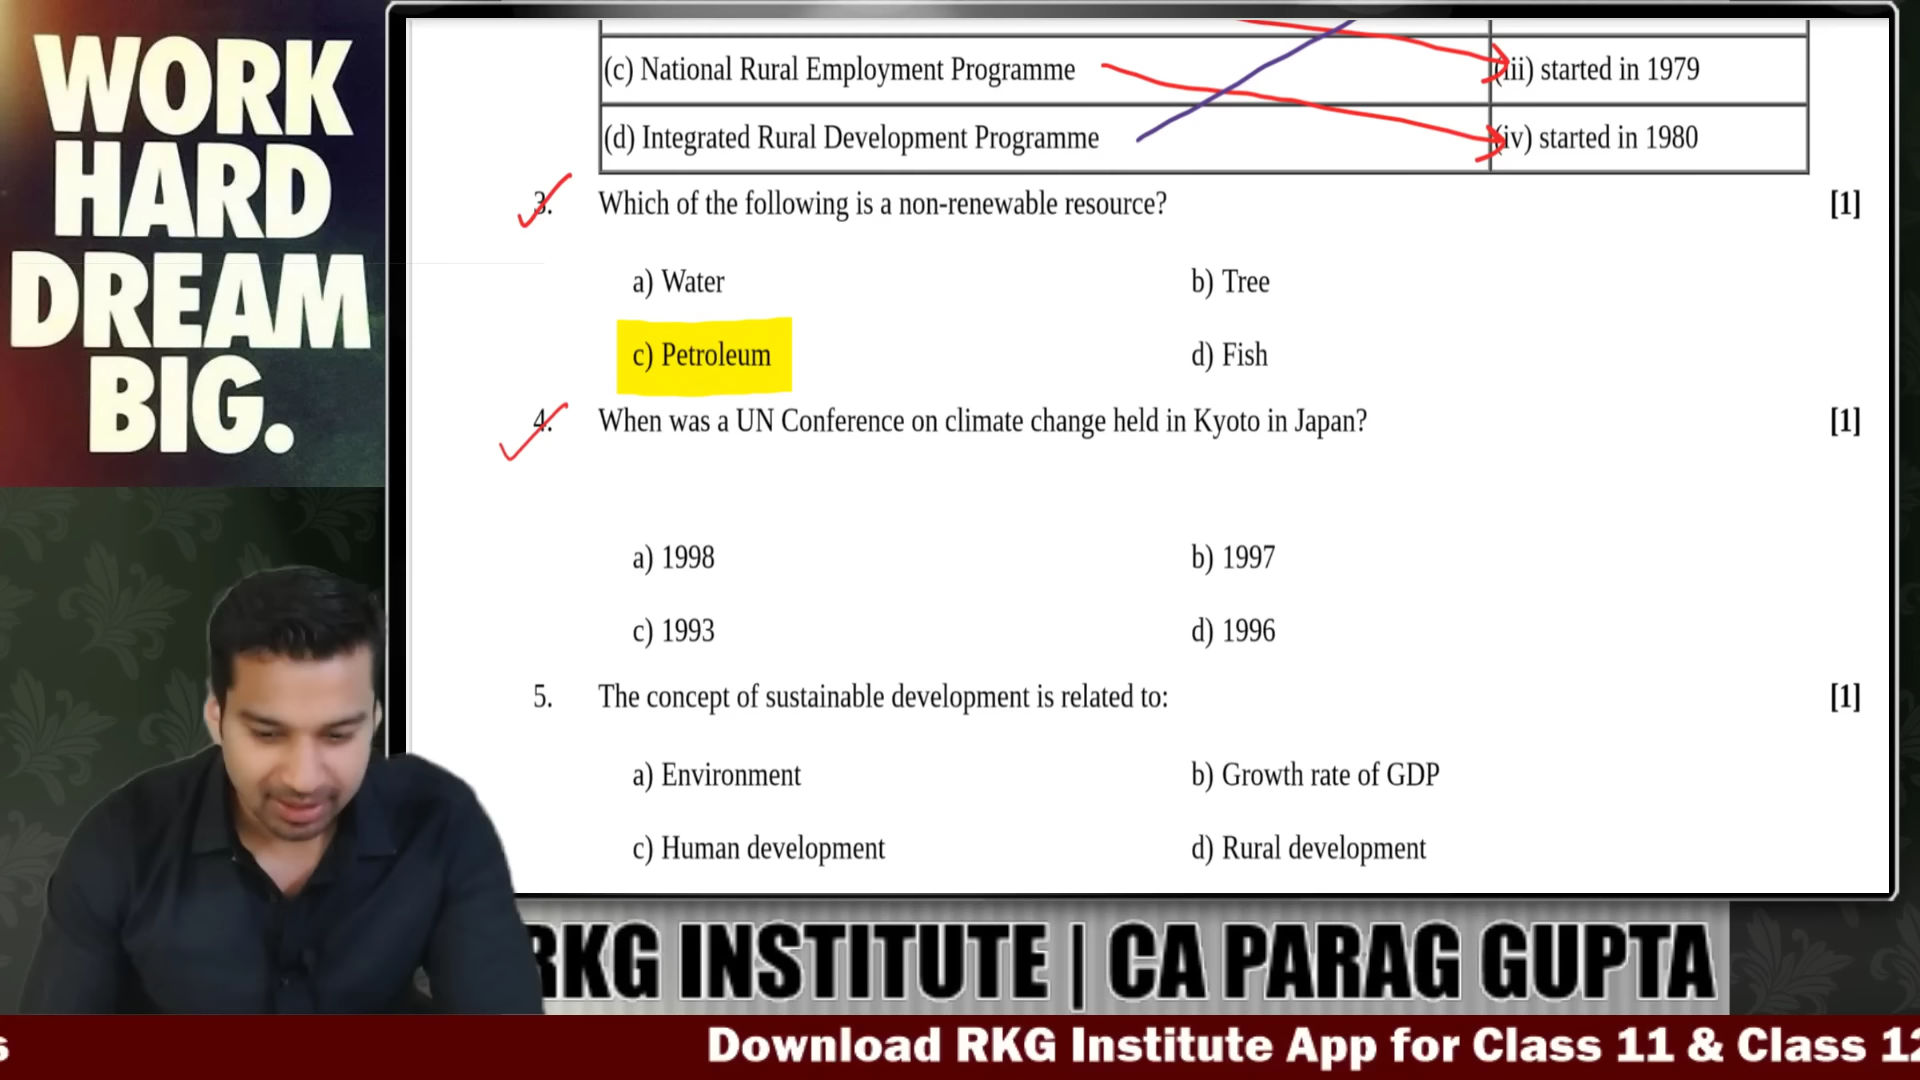 WORK
HARD
DREAM
BIG.
(c) National Rural Employment Programme (iii) started in 1979
(d) Integrated Rural Development Programme (iv) started in 1980
3. Which of the following is a non-renewable resource? [1]
a) Water b) Tree
c) Petroleum d) Fish
4. When was a UN Conference on climate change held in Kyoto in Japan? [1]
a) 1998 b) 1997
c) 1993 d) 1996
5. The concept of sustainable development is related to: [1]
a) Environment b) Growth rate of GDP
c) Human development d) Rural development
RKG INSTITUTE | CA PARAG GUPTA
s Download RKG Institute App for Class 11 & Class 12